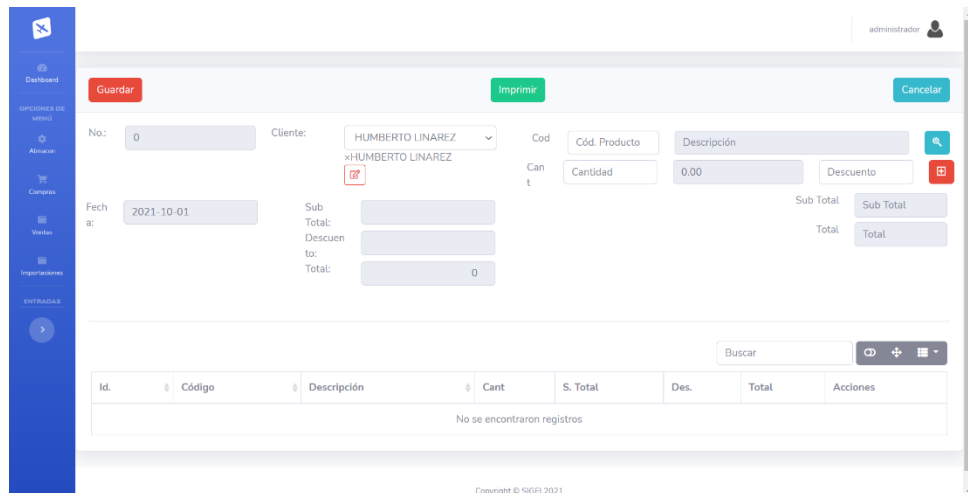 administrador
Dashboard
OPCIONES DE
MENÚ
Almacen
Compras
Ventas
Importaciones
ENTRADAS
Guardar
Imprimir
Cancelar
No.:
0
Cliente:
HUMBERTO LINAREZ
×HUMBERTO LINAREZ
Cod
Cód. Producto
Descripción
Can
t
Cantidad
0.00
Descuento
Fech
a:
2021-10-01
Sub
Total:
Descuen
to:
Total:
0
Sub Total
Sub Total
Total
Total
Buscar
Id.
Código
Descripción
Cant
S. Total
Des.
Total
Acciones
No se encontraron registros
Copyright © SIGEI 2021